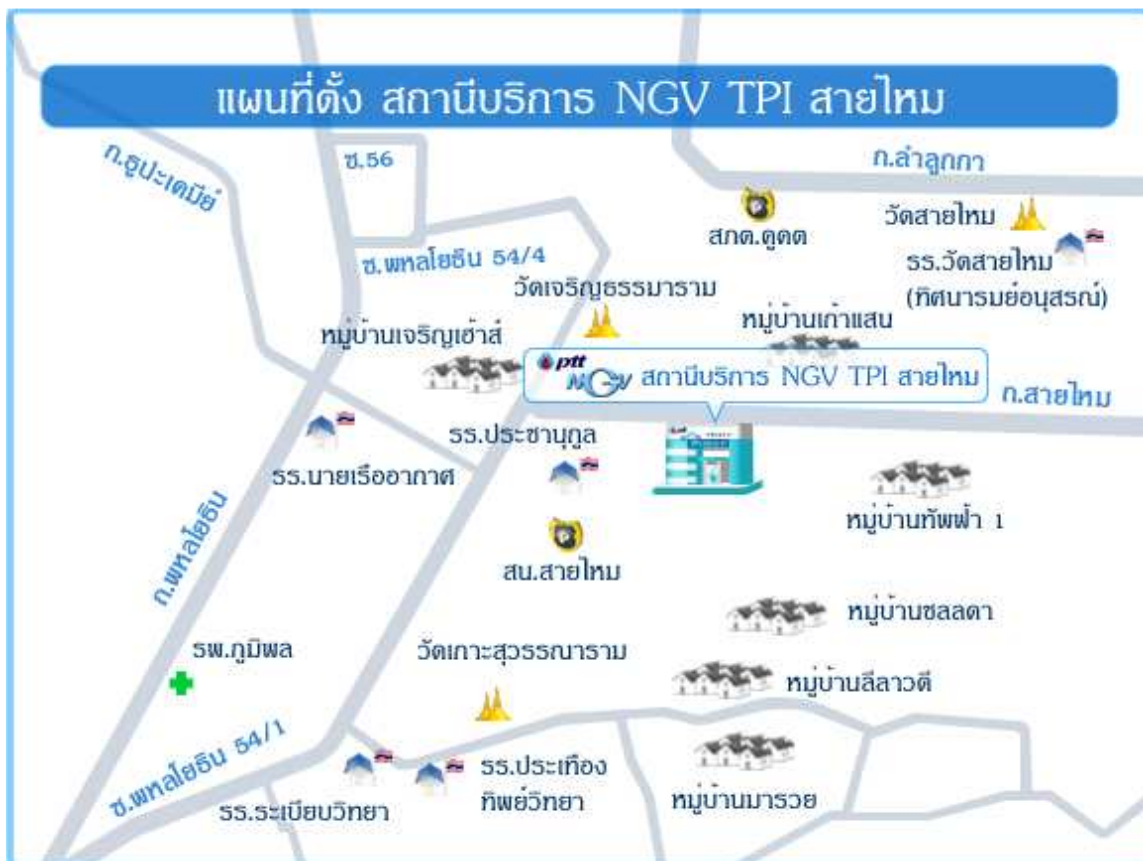 แผนที่ตั้ง สถานีบริการ NGV TPI สายไหม
ถ.ธูปะเตมีย์
ซ.56
ถ.ลำลูกกา
สภต.คูคต
วัดสายไหม
รร.วัดสายไหม
(ทัศนารมย์อนุสรณ์)
ซ.พหลโยธิน 54/4
วัดเจริญธรรมาราม
หมู่บ้านเก้าแสน
หมู่บ้านเจริญเฮ้าส์
ptt
NGV สถานีบริการ NGV TPI สายไหม
ถ.สายไหม
รร.ประชานุกูล
รร.นายเรืออากาศ
หมู่บ้านทัพฟ้า 1
ถ.พหลโยธิน
สน.สายไหม
หมู่บ้านชลลดา
รพ.ภูมิพล
วัดเกาะสุวรรณาราม
หมู่บ้านลีลาวดี
ซ.พหลโยธิน 54/1
รร.ประเทือง
ทิพย์วิทยา
รร.ระเบียบวิทยา
หมู่บ้านมารวย